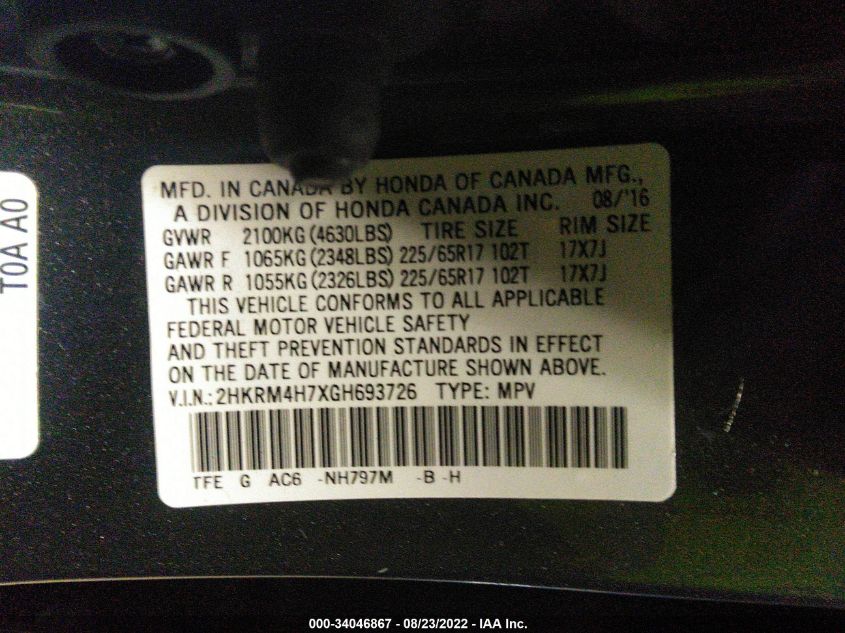 T0A A0
MFD. IN CANADA BY HONDA OF CANADA MFG.,
A DIVISION OF HONDA CANADA INC. 08/'16
GVWR 2100KG(4630LBS) TIRE SIZE RIM SIZE
GAWR F 1065KG(2348LBS) 225/65R17 102T 17X7J
GAWR R 1055KG(2326LBS) 225/65R17 102T 17X7J
THIS VEHICLE CONFORMS TO ALL APPLICABLE
FEDERAL MOTOR VEHICLE SAFETY
AND THEFT PREVENTION STANDARDS IN EFFECT
ON THE DATE OF MANUFACTURE SHOWN ABOVE.
V.I.N.: 2HKRM4H7XGH693726 TYPE: MPV
TFE G AC6 -NH797M -B -H
000-34046867 - 08/23/2022 - IAA Inc.